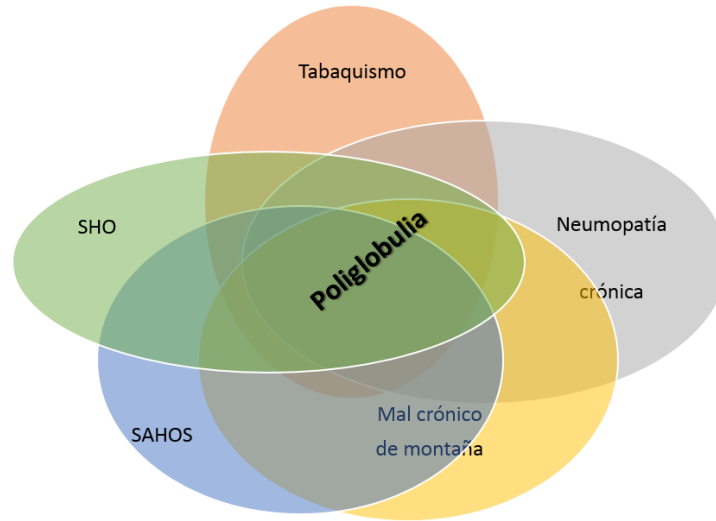 Tabaquismo
SHO
Neumopatía
crónica
Poliglobulia
SAHOS
Mal crónico
de montaña